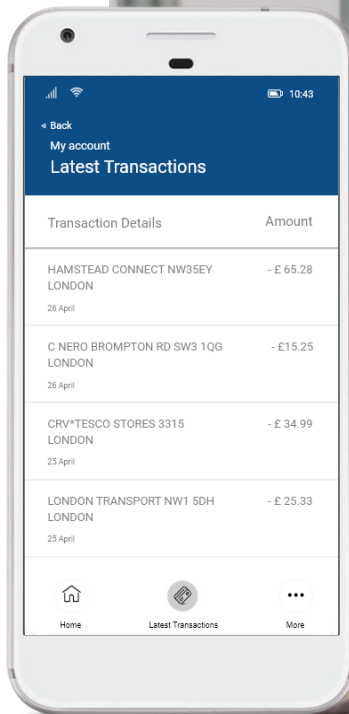 10:43
Back
My account
Latest Transactions
Transaction Details Amount
HAMSTEAD CONNECT NW35EY - £ 65.28
LONDON
26 April
C NERO BROMPTON RD SW3 1QG - £15.25
LONDON
26 April
CRV*TESCO STORES 3315 - £ 34.99
LONDON
25 April
LONDON TRANSPORT NW1 5DH - £ 25.33
LONDON
25 April
Home Latest Transactions More